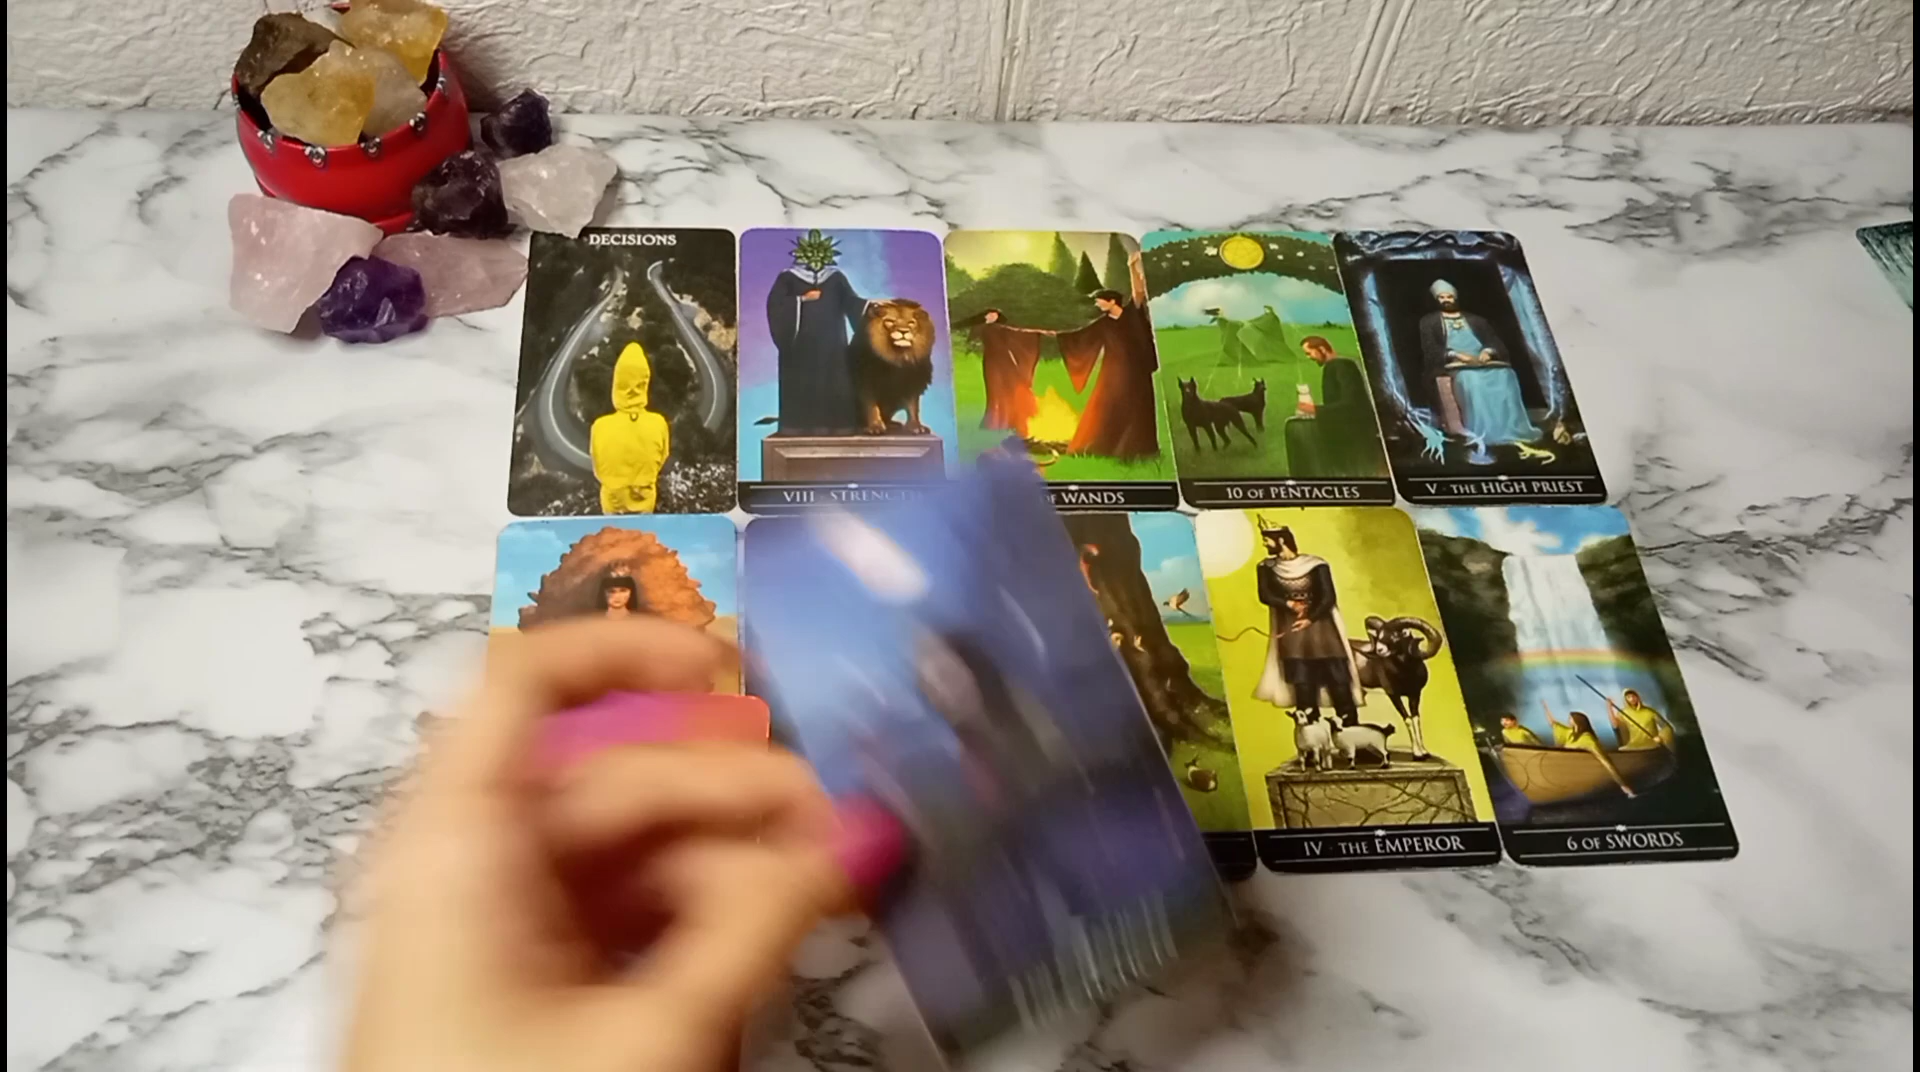 DECISIONS
VIII · STRENGTH
OF WANDS
10 OF PENTACLES
V · THE HIGH PRIEST
IV · THE EMPEROR
6 OF SWORDS